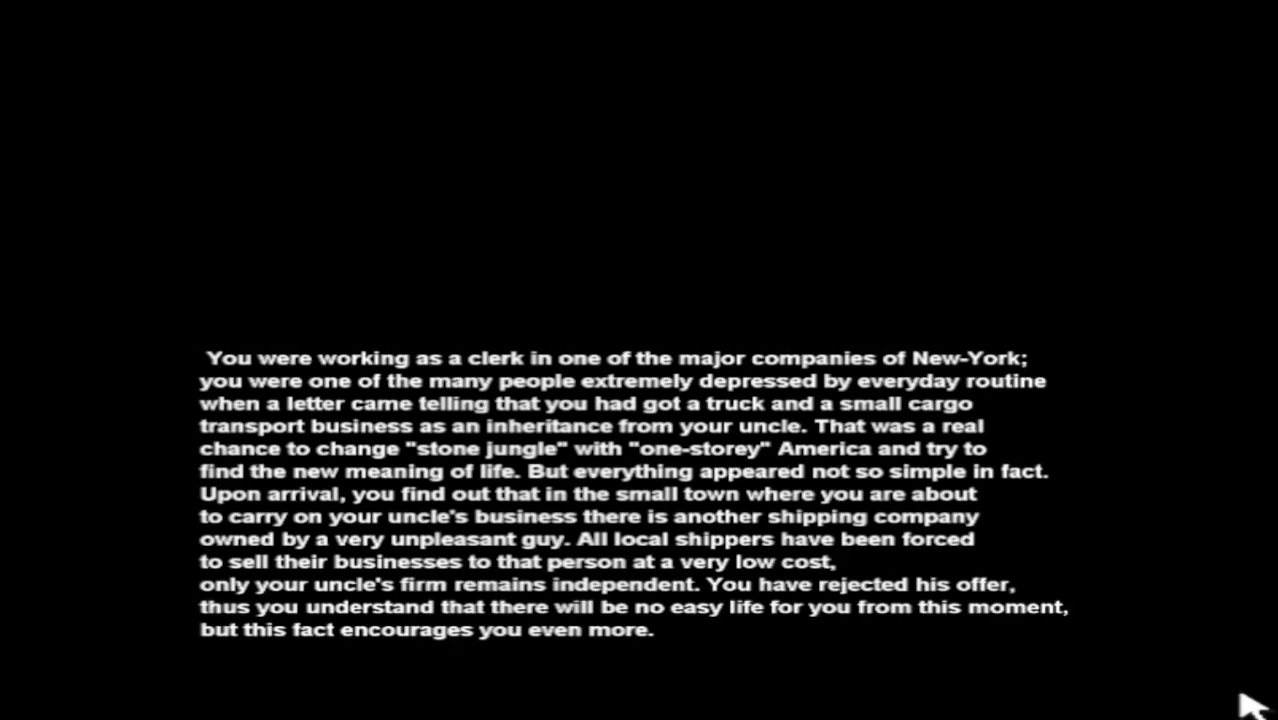 You were working as a clerk in one of the major companies of New-York;
you were one of the many people extremely depressed by everyday routine
when a letter came telling that you had got a truck and a small cargo
transport business as an inheritance from your uncle. That was a real
chance to change "stone jungle" with "one-storey" America and try to
find the new meaning of life. But everything appeared not so simple in fact.
Upon arrival, you find out that in the small town where you are about
to carry on your uncle's business there is another shipping company
owned by a very unpleasant guy. All local shippers have been forced
to sell their businesses to that person at a very low cost,
only your uncle's firm remains independent. You have rejected his offer,
thus you understand that there will be no easy life for you from this moment,
but this fact encourages you even more.